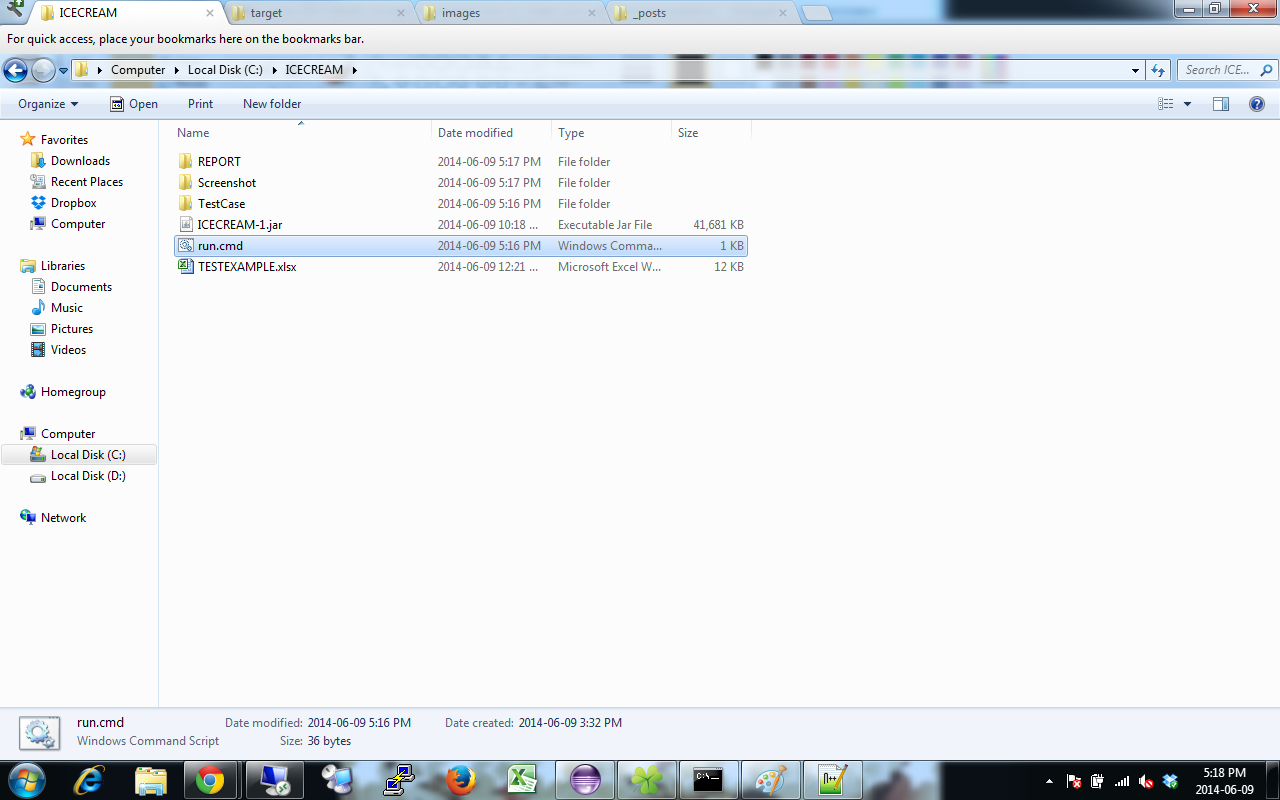 ICECREAM target images _posts
For quick access, place your bookmarks here on the bookmarks bar.
Computer Local Disk (C:) ICECREAM Search ICE...
Organize Open Print New folder
Name Date modified Type Size
Favorites
Downloads
Recent Places
Dropbox
Computer
Libraries
Documents
Music
Pictures
Videos
Homegroup
Computer
Local Disk (C:)
Local Disk (D:)
Network
REPORT 2014-06-09 5:17 PM File folder
Screenshot 2014-06-09 5:17 PM File folder
TestCase 2014-06-09 5:16 PM File folder
ICECREAM-1.jar 2014-06-09 10:18 ... Executable Jar File 41,681 KB
run.cmd 2014-06-09 5:16 PM Windows Comma... 1 KB
TESTEXAMPLE.xlsx 2014-06-09 12:21 ... Microsoft Excel W... 12 KB
run.cmd Date modified: 2014-06-09 5:16 PM Date created: 2014-06-09 3:32 PM
Windows Command Script Size: 36 bytes
5:18 PM
2014-06-09